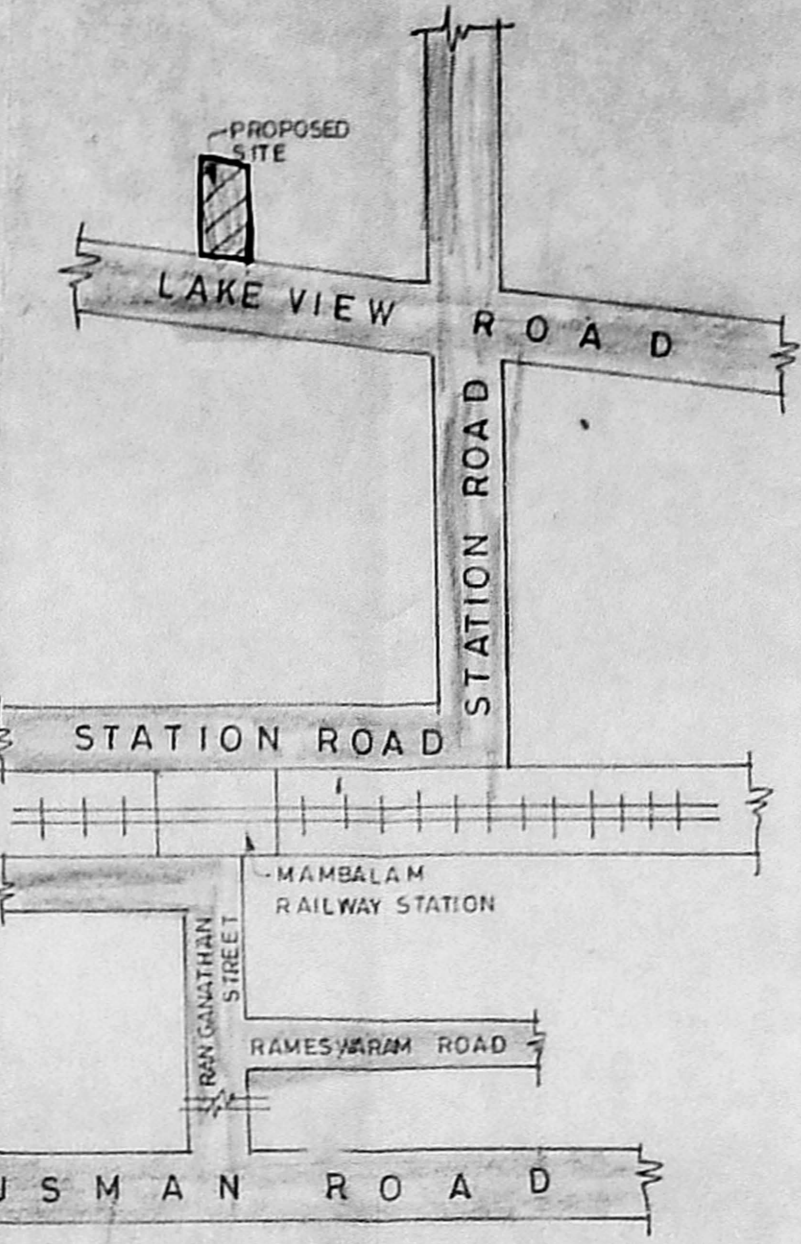 PROPOSED
SITE
LAKE VIEW ROAD
STATION ROAD
STATION ROAD
MAMBALAM
RAILWAY STATION
RANGANATHAN
STREET
RAMESWARAM ROAD
USMAN ROAD